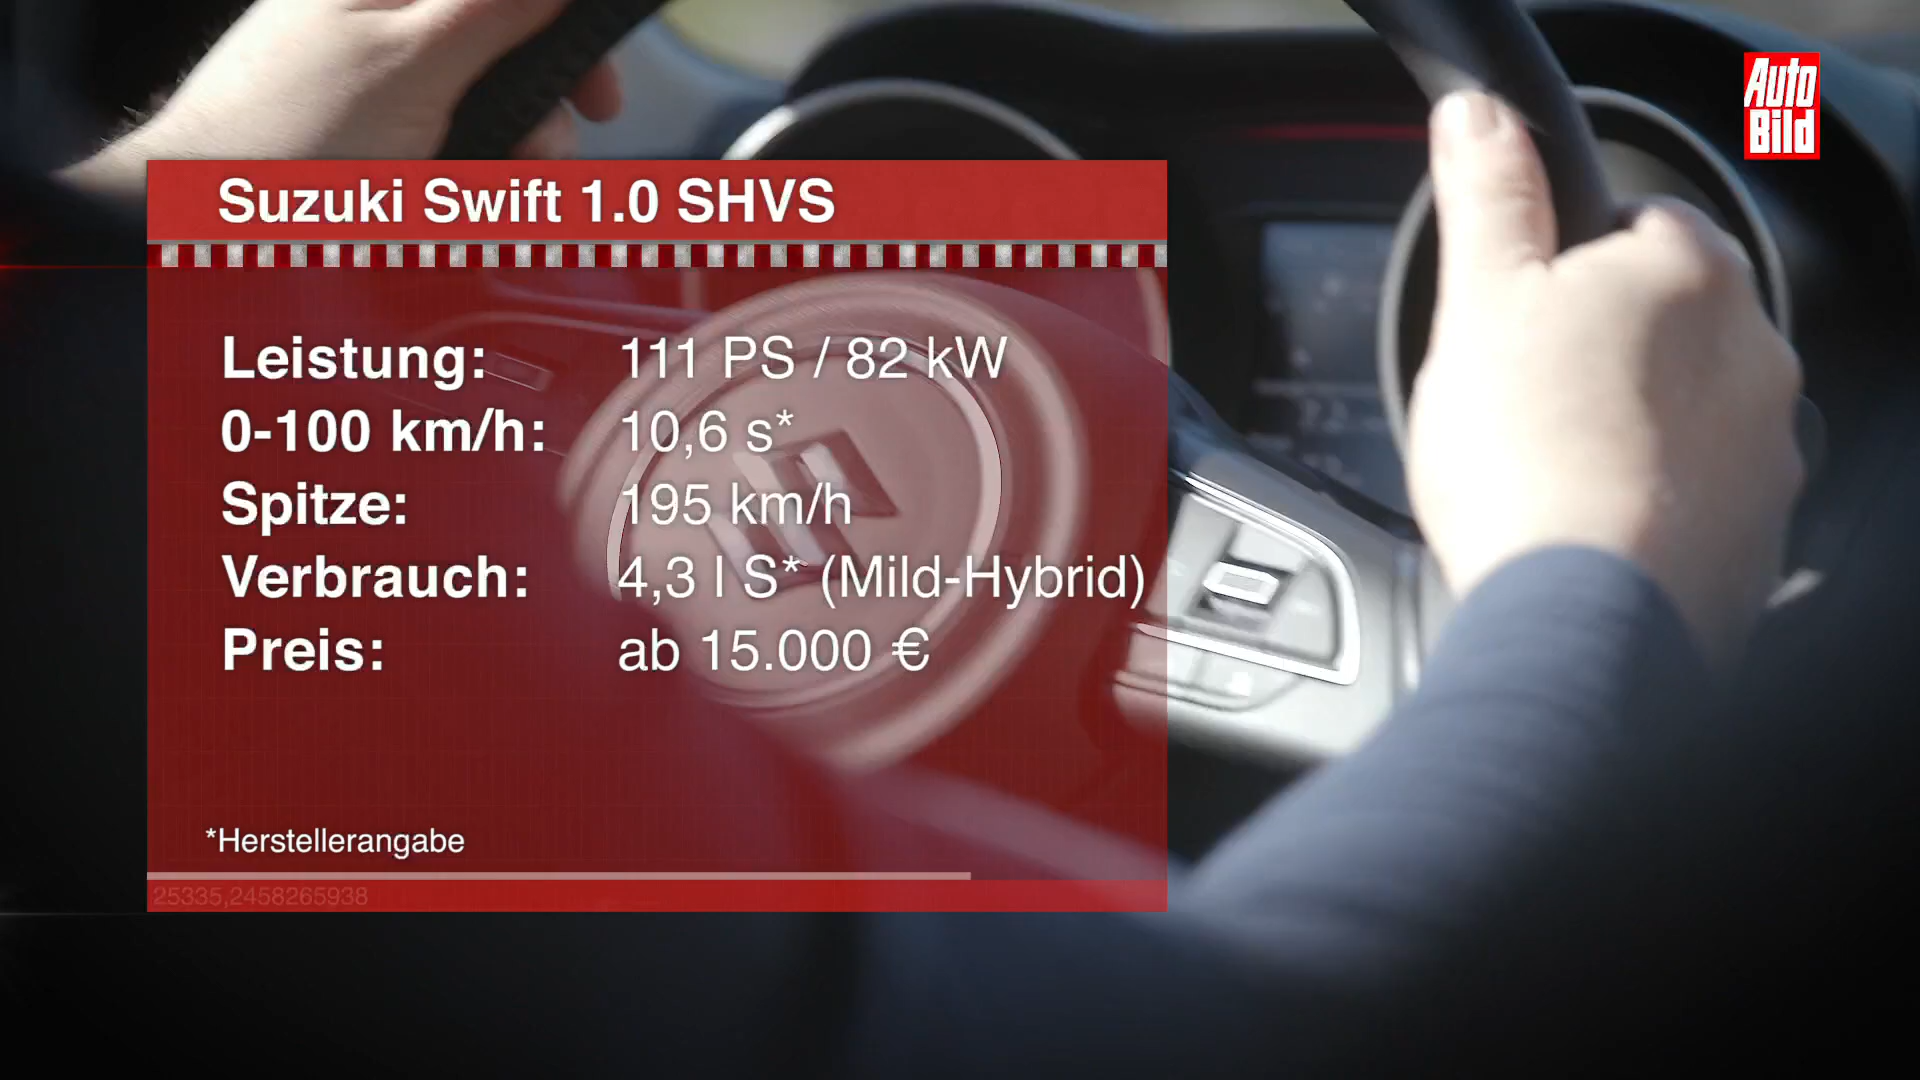 Auto
Bild
Suzuki Swift 1.0 SHVS
Leistung: 111 PS / 82 kW
0-100 km/h: 10,6 s*
Spitze: 195 km/h
Verbrauch: 4,3 l S* (Mild-Hybrid)
Preis: ab 15.000 €
*Herstellerangabe
25335,2458265938